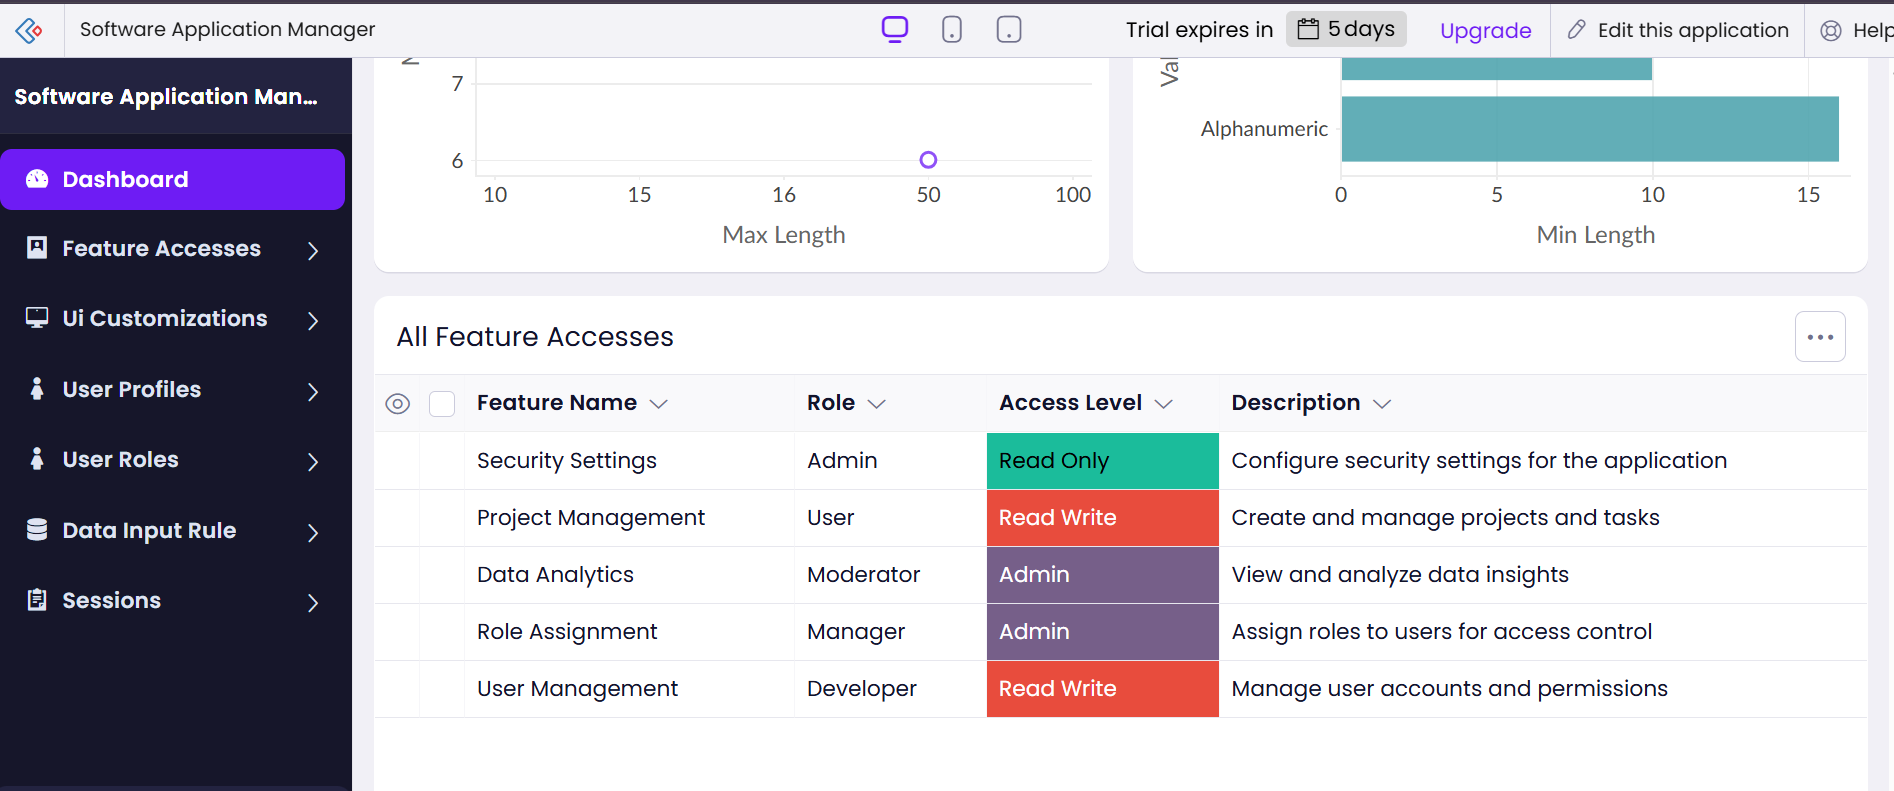 Software Application Manager
Trial expires in
5 days
Upgrade
Edit this application
Help
Software Application Man...
Dashboard
Feature Accesses
Ui Customizations
User Profiles
User Roles
Data Input Rule
Sessions
7
6
10 15 16 50 100
Max Length
Alphanumeric
0 5 10 15
Min Length
All Feature Accesses
Feature Name Role Access Level Description
Security Settings Admin Read Only Configure security settings for the application
Project Management User Read Write Create and manage projects and tasks
Data Analytics Moderator Admin View and analyze data insights
Role Assignment Manager Admin Assign roles to users for access control
User Management Developer Read Write Manage user accounts and permissions